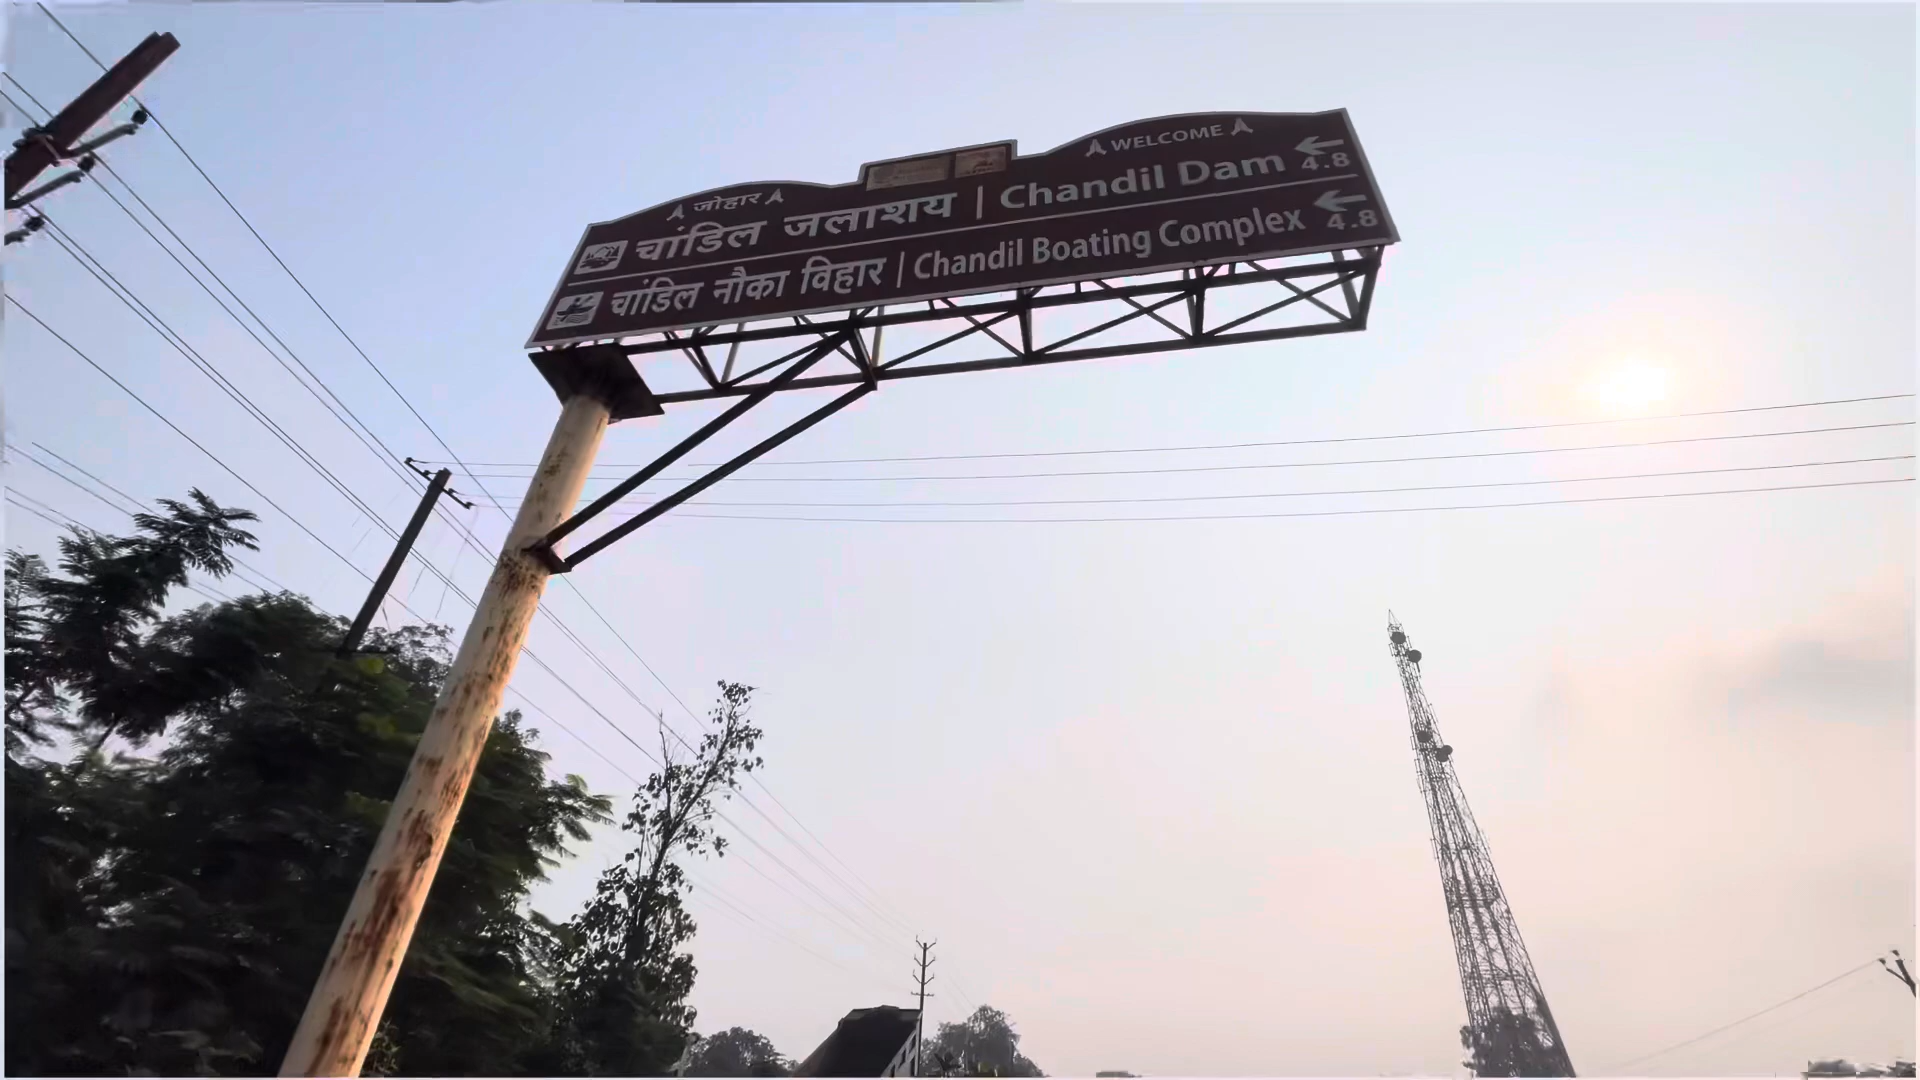 जोहार
WELCOME
चांडिल जलाशय | Chandil Dam 4.8
चांडिल नौका विहार | Chandil Boating Complex 4.8